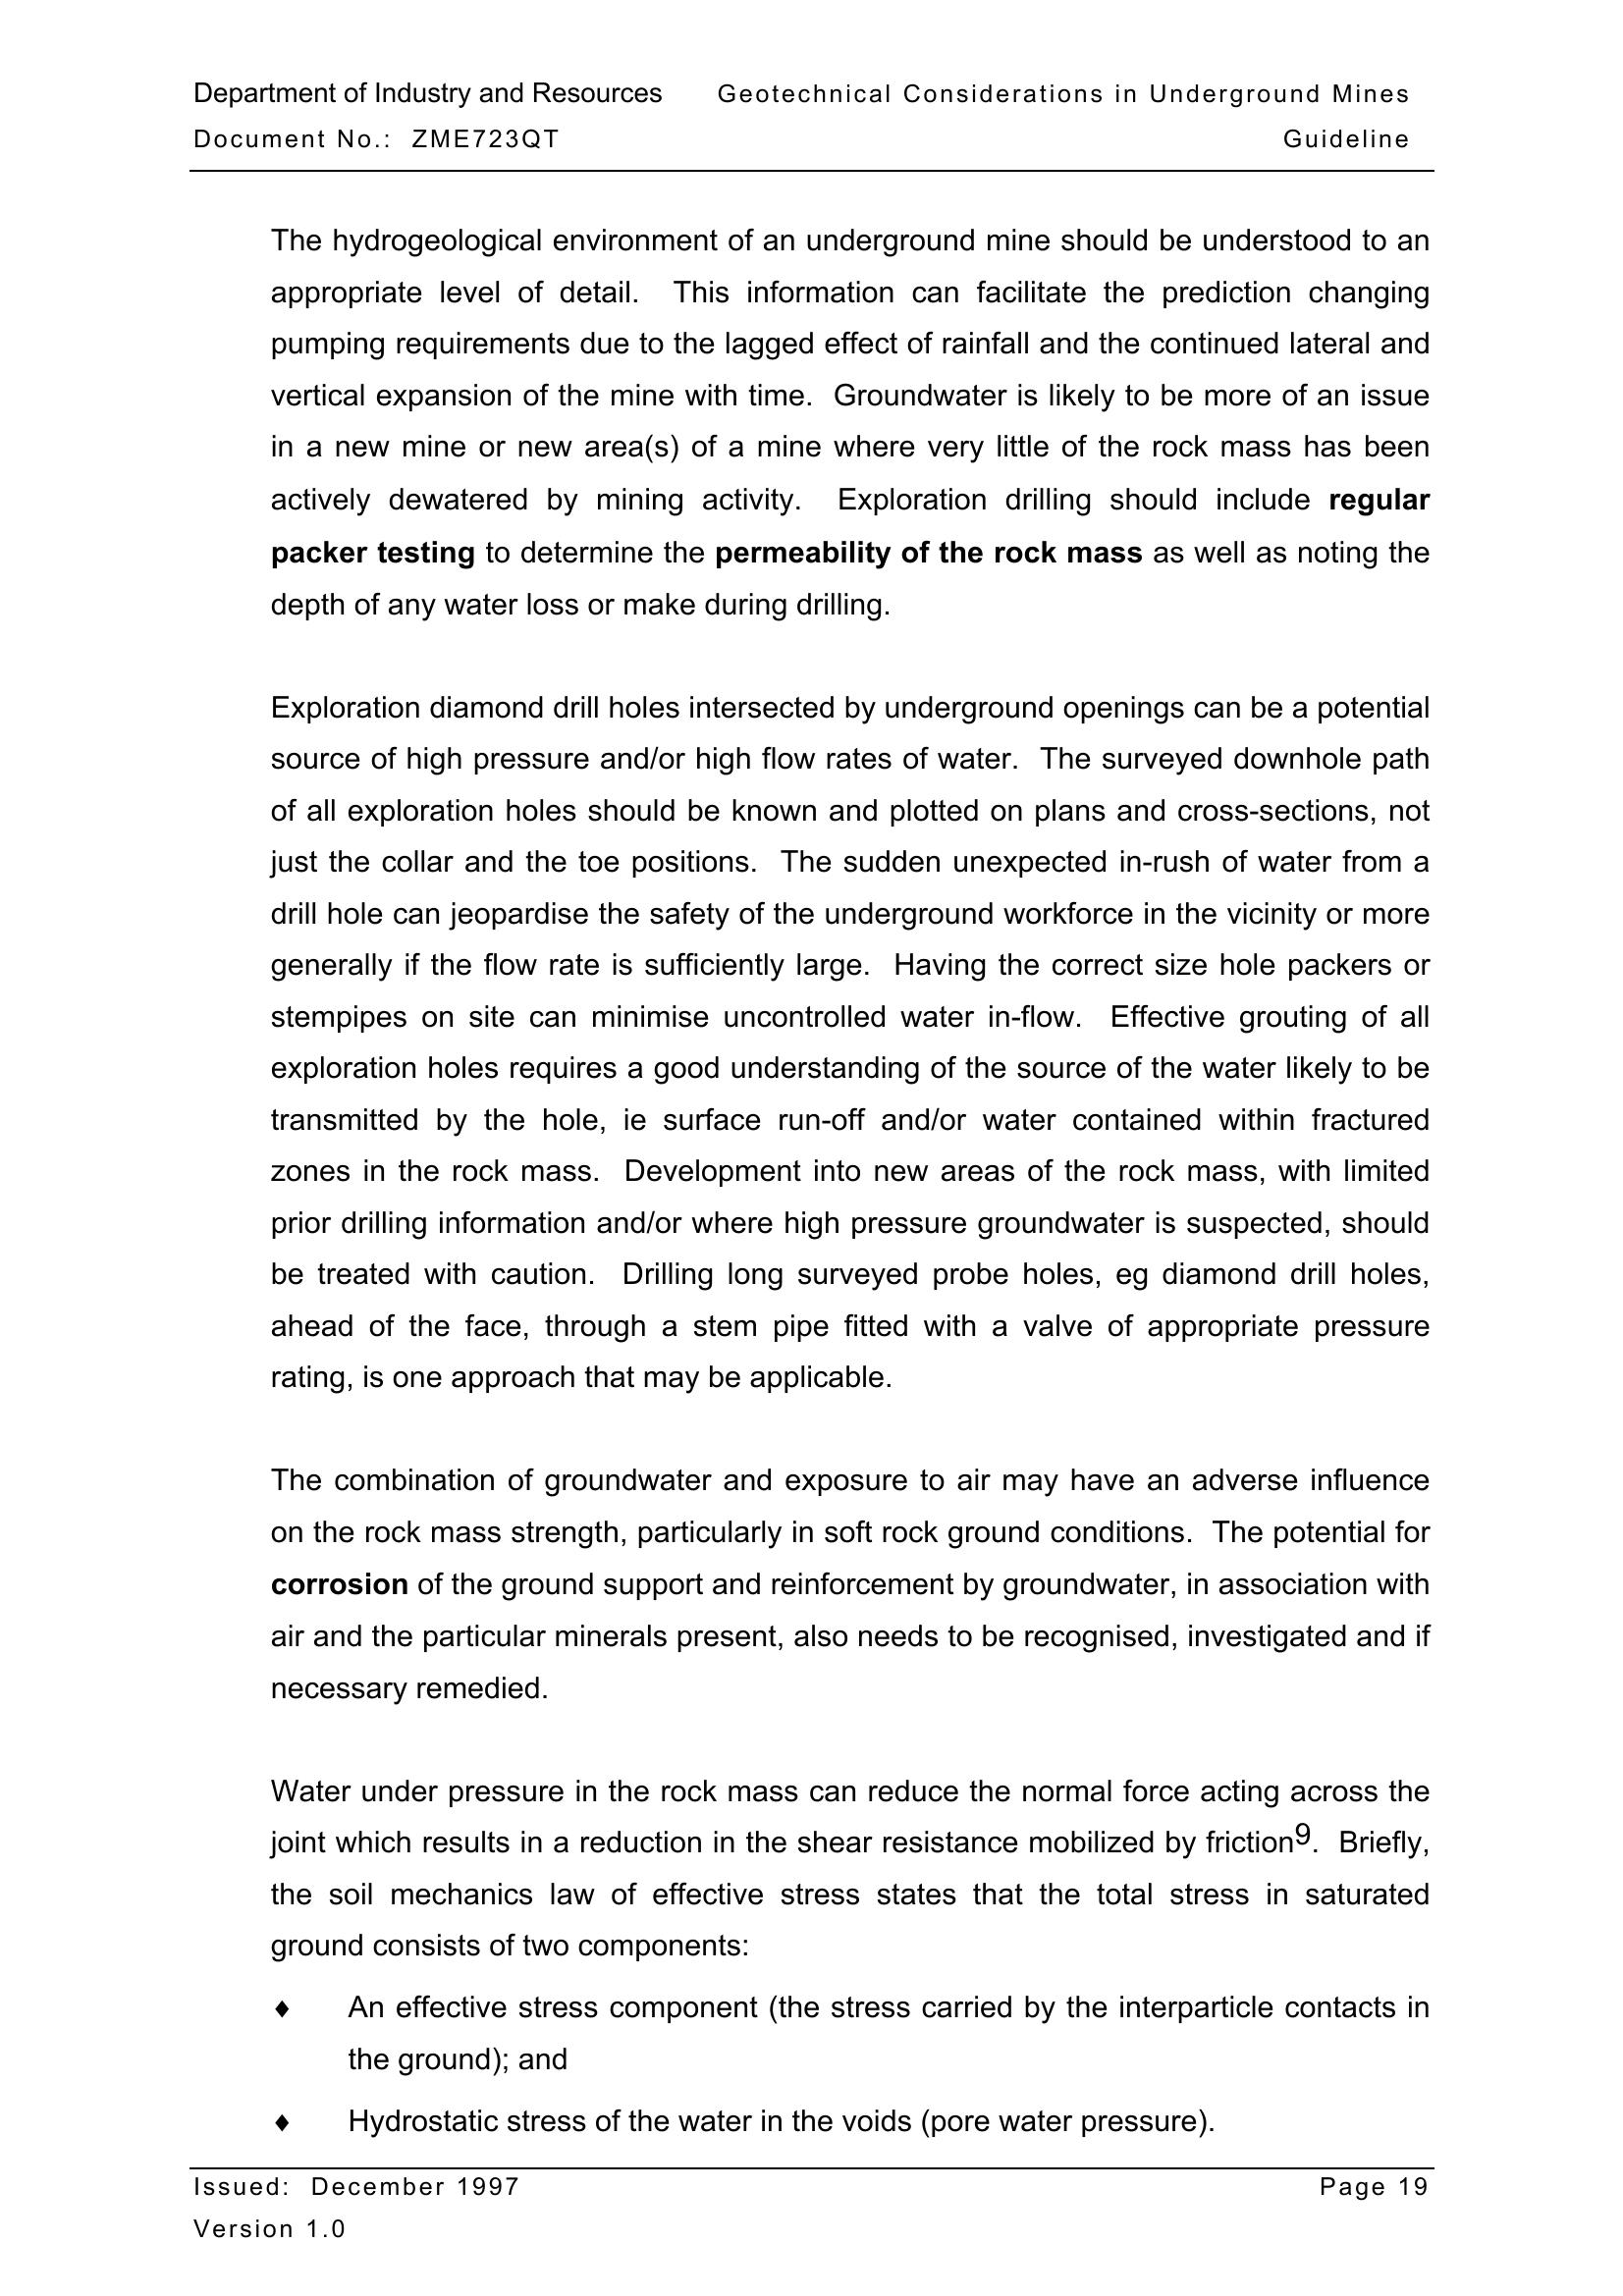 Department of Industry and Resources Geotechnical Considerations in Underground Mines
Document No.: ZME723QT Guideline
The hydrogeological environment of an underground mine should be understood to an
appropriate level of detail. This information can facilitate the prediction changing
pumping requirements due to the lagged effect of rainfall and the continued lateral and
vertical expansion of the mine with time. Groundwater is likely to be more of an issue
in a new mine or new area(s) of a mine where very little of the rock mass has been
actively dewatered by mining activity. Exploration drilling should include regular
packer testing to determine the permeability of the rock mass as well as noting the
depth of any water loss or make during drilling.
Exploration diamond drill holes intersected by underground openings can be a potential
source of high pressure and/or high flow rates of water. The surveyed downhole path
of all exploration holes should be known and plotted on plans and cross-sections, not
just the collar and the toe positions. The sudden unexpected in-rush of water from a
drill hole can jeopardise the safety of the underground workforce in the vicinity or more
generally if the flow rate is sufficiently large. Having the correct size hole packers or
stempipes on site can minimise uncontrolled water in-flow. Effective grouting of all
exploration holes requires a good understanding of the source of the water likely to be
transmitted by the hole, ie surface run-off and/or water contained within fractured
zones in the rock mass. Development into new areas of the rock mass, with limited
prior drilling information and/or where high pressure groundwater is suspected, should
be treated with caution. Drilling long surveyed probe holes, eg diamond drill holes,
ahead of the face, through a stem pipe fitted with a valve of appropriate pressure
rating, is one approach that may be applicable.
The combination of groundwater and exposure to air may have an adverse influence
on the rock mass strength, particularly in soft rock ground conditions. The potential for
corrosion of the ground support and reinforcement by groundwater, in association with
air and the particular minerals present, also needs to be recognised, investigated and if
necessary remedied.
Water under pressure in the rock mass can reduce the normal force acting across the
joint which results in a reduction in the shear resistance mobilized by friction9. Briefly,
the soil mechanics law of effective stress states that the total stress in saturated
ground consists of two components:
♦ An effective stress component (the stress carried by the interparticle contacts in
the ground); and
♦ Hydrostatic stress of the water in the voids (pore water pressure).
Issued: December 1997 Page 19
Version 1.0